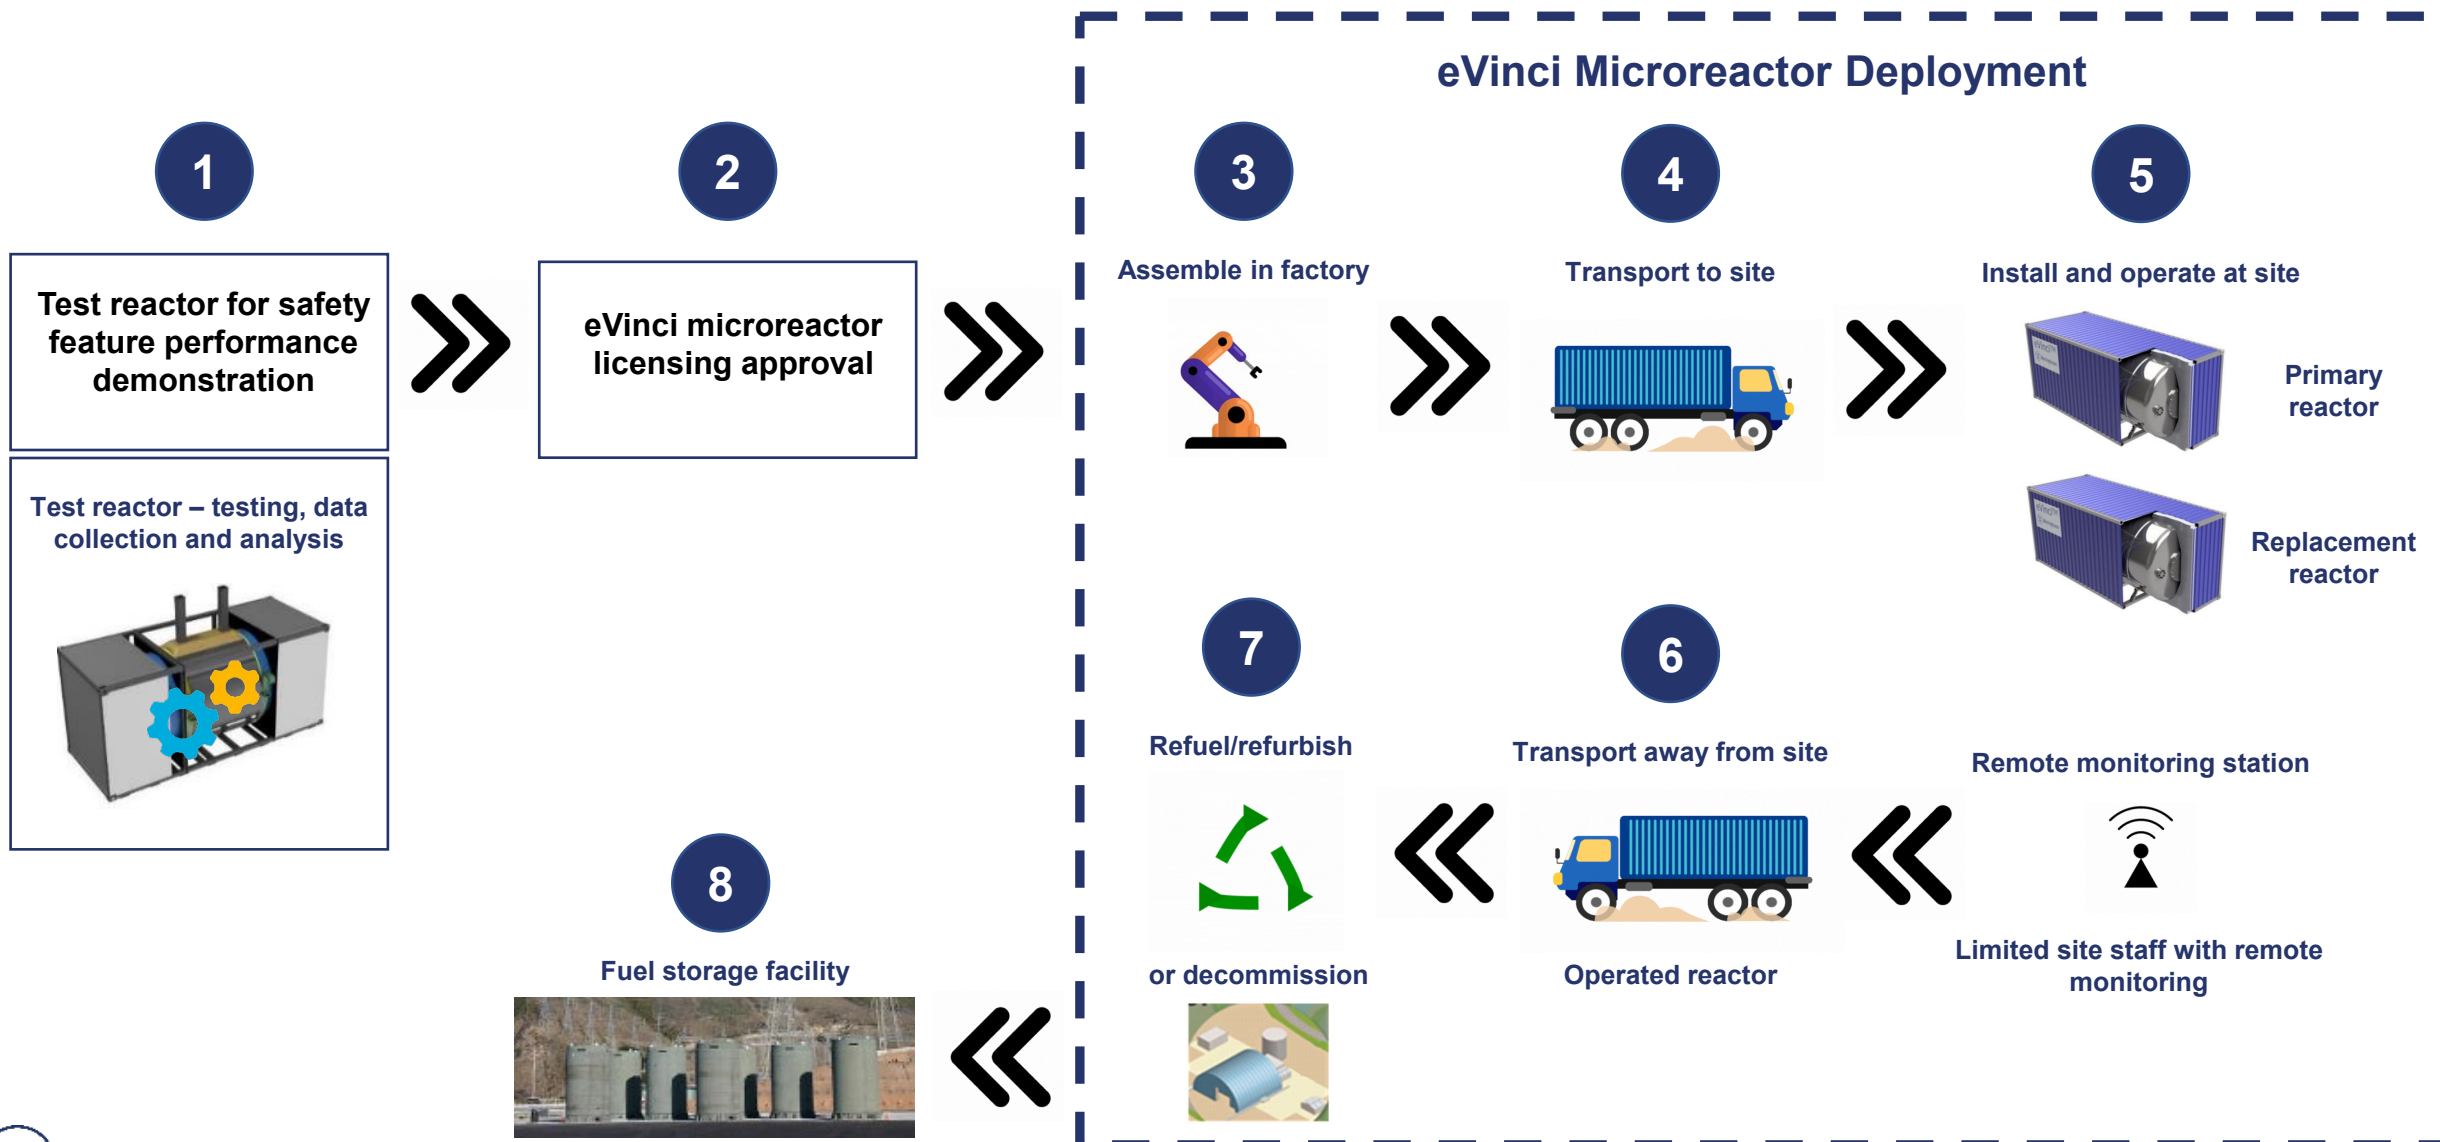 eVinci Microreactor Deployment
1
2
3
4
5
Test reactor for safety
feature performance
demonstration
eVinci microreactor
licensing approval
Assemble in factory
Transport to site
Install and operate at site
eVinci™
Primary
reactor
Test reactor – testing, data
collection and analysis
eVinci™
Replacement
reactor
7
6
Refuel/refurbish
Transport away from site
Remote monitoring station
8
Fuel storage facility
or decommission
Operated reactor
Limited site staff with remote
monitoring